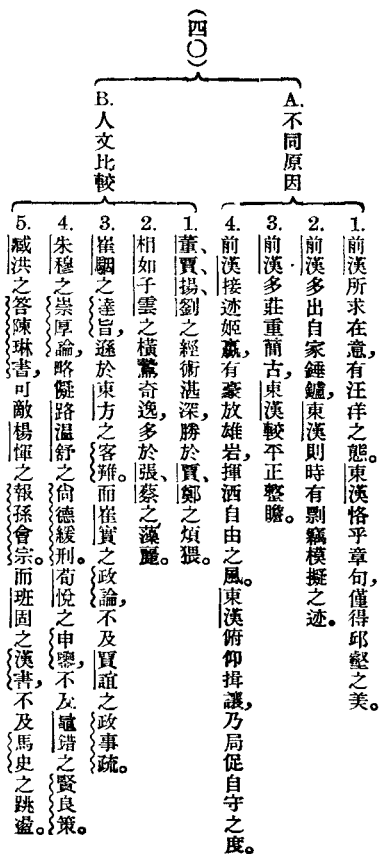 （四〇）
A.不同原因
1.前漢所求在意，有汪洋之態。東漢恪乎章句，僅得邱壑之美。
2.前漢多出自家錘鑪，東漢則時有剽竊模擬之迹。
3.前漢多莊重簡古，東漢較平正整贍。
4.前漢接迹姬嬴，有豪放雄岩，揮洒自由之風。東漢俯仰揖讓，乃局促自守之度。
B.人文比較
1.董、賈、揚、劉之經術湛深，勝於賈、鄭之煩猥。
2.相如子雲之橫鶩奇逸，多於張、蔡之漢麗。
3.崔駰之達旨，遜於東方之客難。而崔寔之政論，不及賈誼之政事疏。
4.朱穆之崇厚論，略儗路溫舒之尚德緩刑。荀悅之申鑒，不及鼂錯之賢良策。
5.臧洪之答陳琳書，可敵楊惲之報孫會宗。而班固之漢書，不及馬史之跳盪。